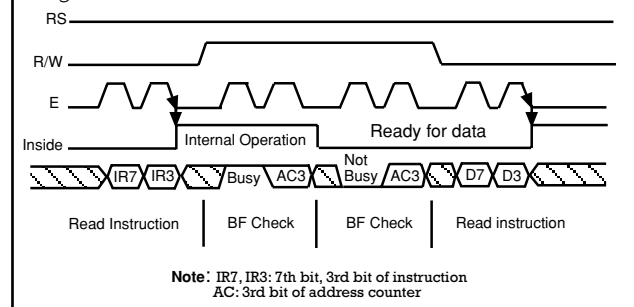 RS
R/W
E
Inside
Internal Operation
Ready for data
IR7 IR3 Busy AC3 Not Busy AC3 D7 D3
Read Instruction BF Check BF Check Read instruction
Note: IR7, IR3: 7th bit, 3rd bit of instruction
AC: 3rd bit of address counter